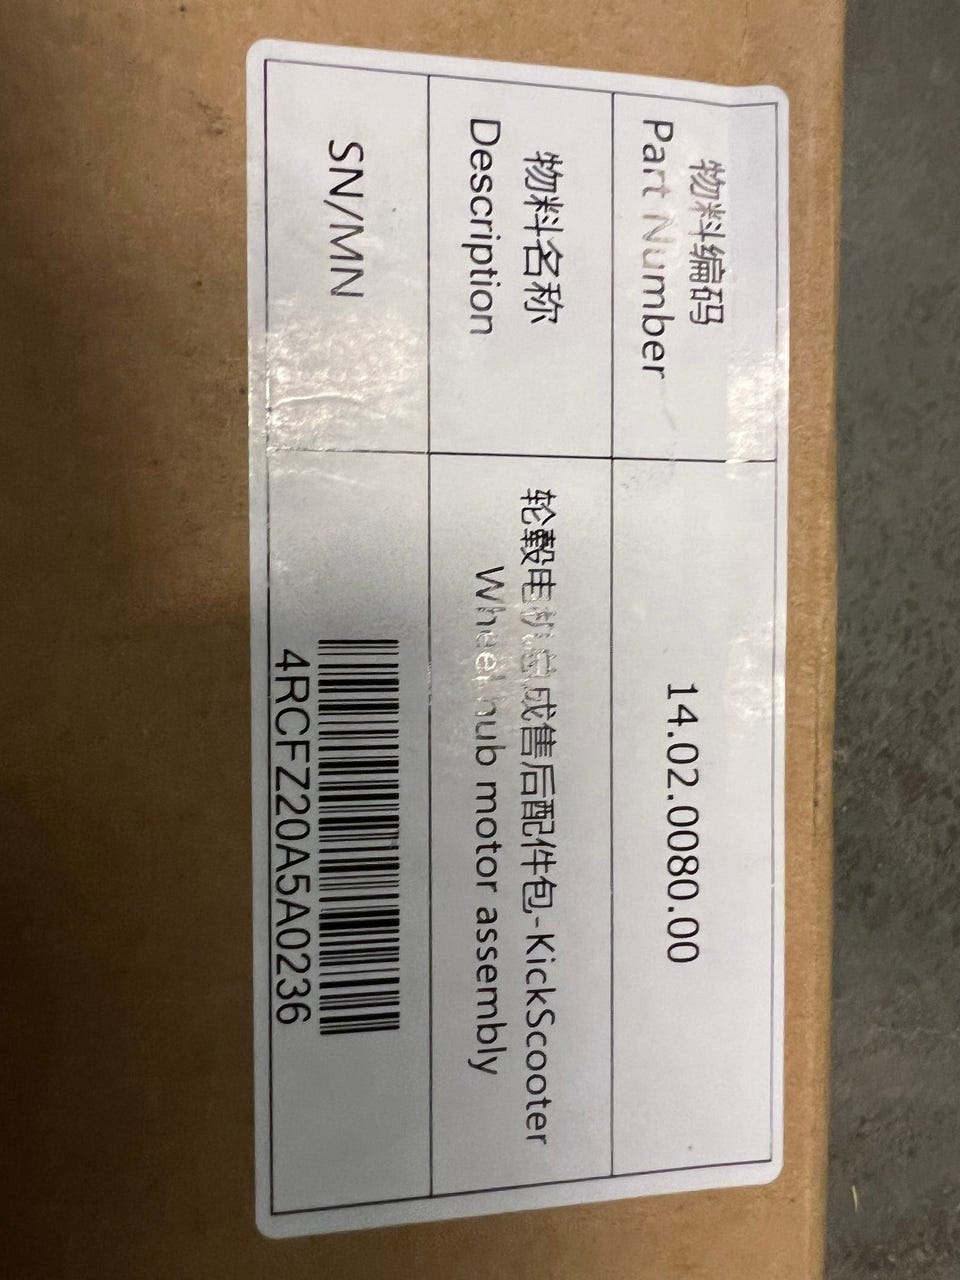 物料编码
Part Number
14.02.0080.00
物料名称
Description
轮毂电机总成售后配件包-KickScooter
Wheel hub motor assembly
SN/MN
4RCFZ20A5A0236